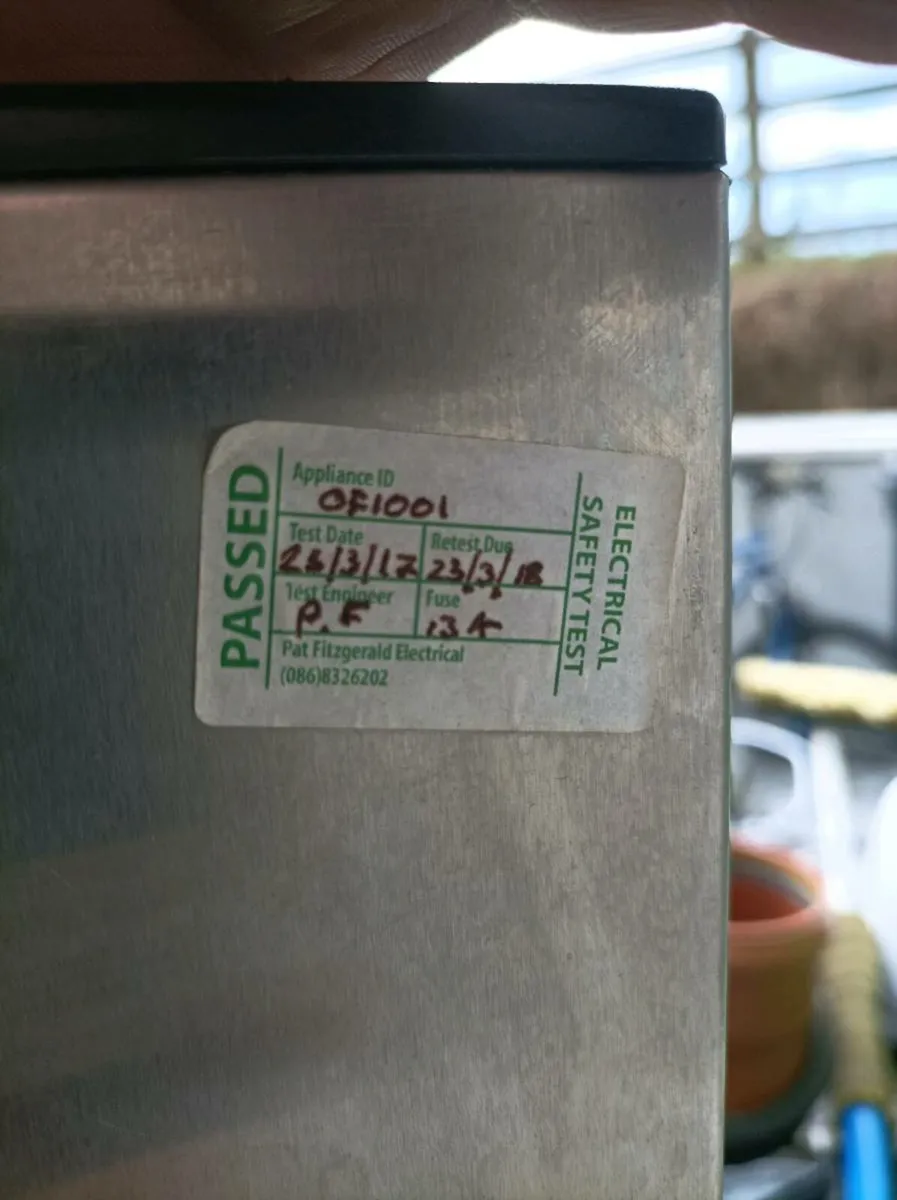 PASSED
Appliance ID
OF1001
Test Date
Retest Due
23/3/17
23/3/18
Test Engineer
Fuse
P.F
13A
Pat Fitzgerald Electrical
(086)8326202
ELECTRICAL
SAFETY TEST